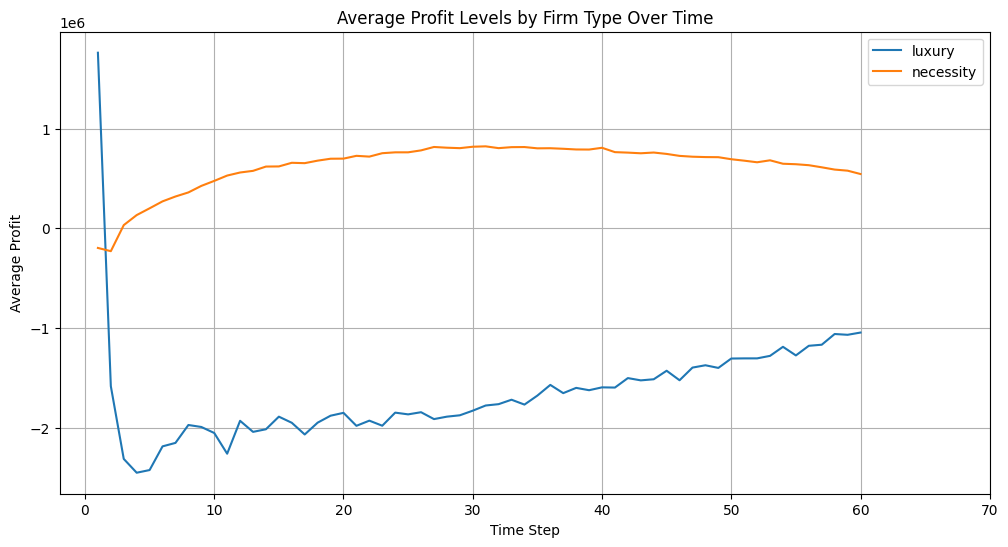 Average Profit Levels by Firm Type Over Time
1e6
luxury
necessity
1
0
−1
−2
Average Profit
0 10 20 30 40 50 60 70
Time Step